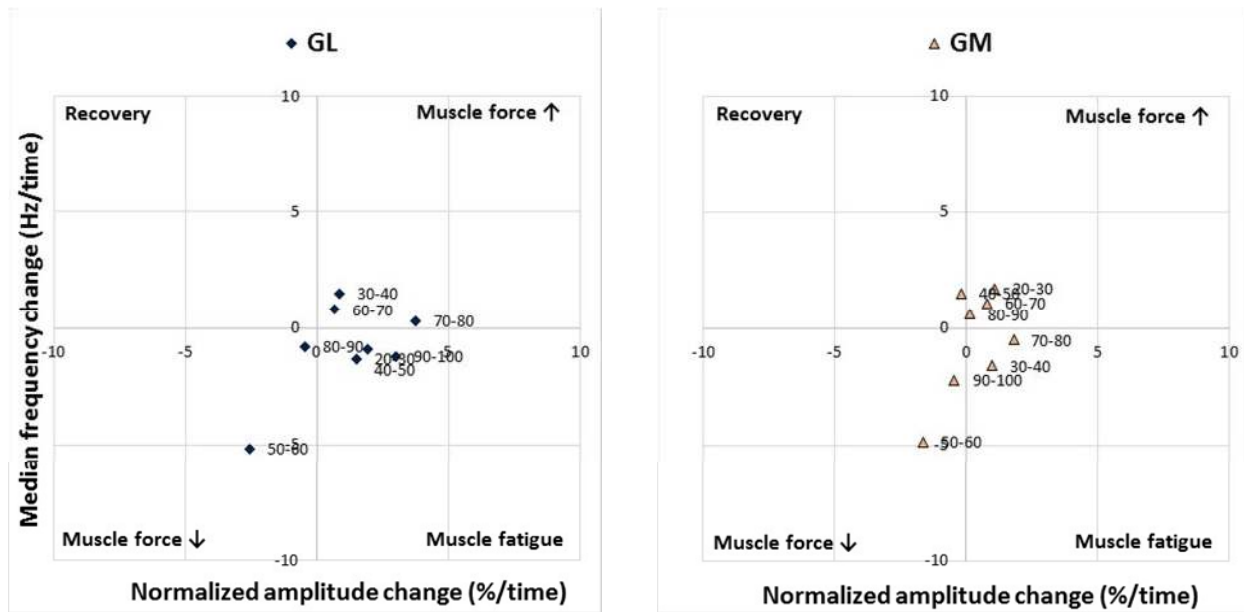 GL
10
Recovery
Muscle force ↑
5
30-40
60-70
70-80
0
-10
-5
0
5
10
80-90
20-30
90-100
40-50
50-60
-5
Muscle force ↓
Muscle fatigue
-10
Median frequency change (Hz/time)
Normalized amplitude change (%/time)
GM
10
Recovery
Muscle force ↑
5
20-30
40-50
60-70
80-90
0
-10
-5
0
5
10
70-80
30-40
90-100
50-60
-5
Muscle force ↓
Muscle fatigue
-10
Normalized amplitude change (%/time)